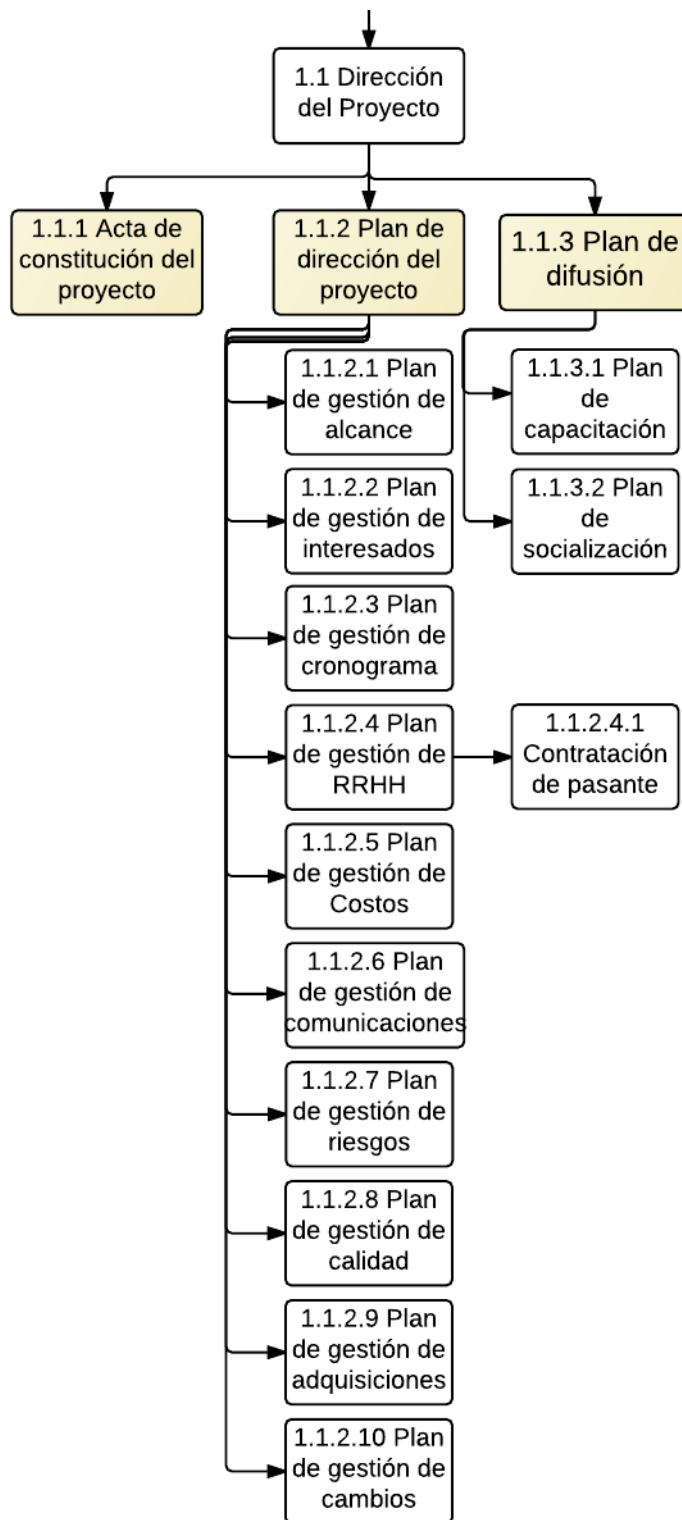 1.1 Dirección
del Proyecto
1.1.1 Acta de
constitución del
proyecto
1.1.2 Plan de
dirección del
proyecto
1.1.3 Plan de
difusión
1.1.2.1 Plan
de gestión de
alcance
1.1.3.1 Plan
de
capacitación
1.1.2.2 Plan
de gestión de
interesados
1.1.3.2 Plan
de
socialización
1.1.2.3 Plan
de gestión de
cronograma
1.1.2.4 Plan
de gestión de
RRHH
1.1.2.4.1
Contratación
de pasante
1.1.2.5 Plan
de gestión de
Costos
1.1.2.6 Plan
de gestión de
comunicaciones
1.1.2.7 Plan
de gestión de
riesgos
1.1.2.8 Plan
de gestión de
calidad
1.1.2.9 Plan
de gestión de
adquisiciones
1.1.2.10 Plan
de gestión de
cambios